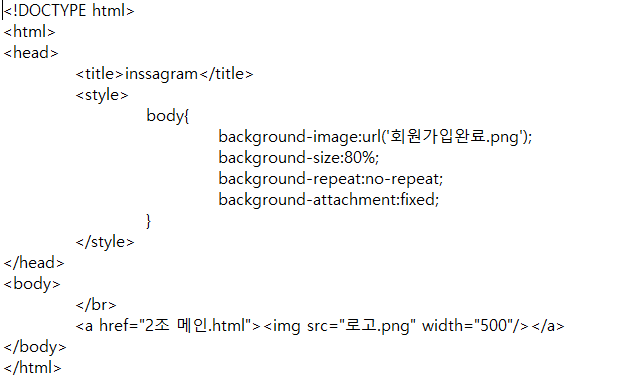 <!DOCTYPE html>
<html>
<head>
<title>inssagram</title>
<style>
body{
background-image:url('회원가입완료.png');
background-size:80%;
background-repeat:no-repeat;
background-attachment:fixed;
}
</style>
</head>
<body>
</br>
<a href="2조 메인.html"><img src="로고.png" width="500"/></a>
</body>
</html>